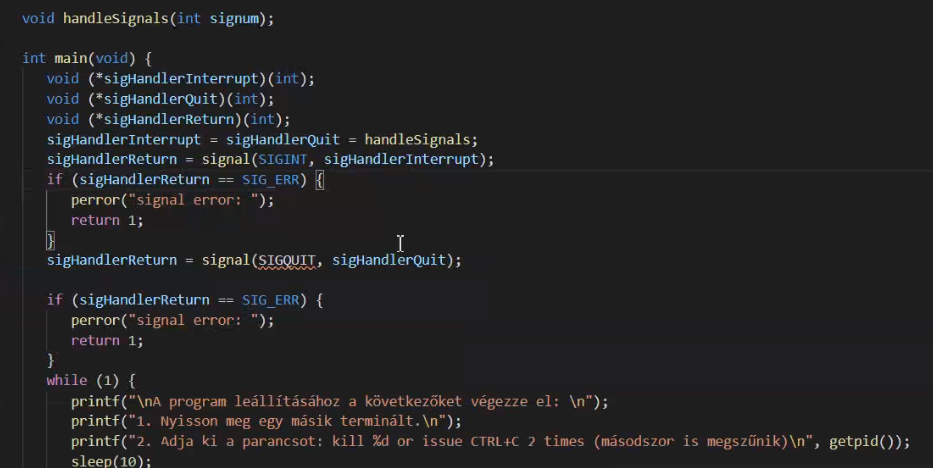 void handleSignals(int signum);
int main(void) {
void (*sigHandlerInterrupt)(int);
void (*sigHandlerQuit)(int);
void (*sigHandlerReturn)(int);
sigHandlerInterrupt = sigHandlerQuit = handleSignals;
sigHandlerReturn = signal(SIGINT, sigHandlerInterrupt);
if (sigHandlerReturn == SIG_ERR) {
perror("signal error: ");
return 1;
}
sigHandlerReturn = signal(SIGQUIT, sigHandlerQuit);
if (sigHandlerReturn == SIG_ERR) {
perror("signal error: ");
return 1;
}
while (1) {
printf("\nA program leállításához a következőket végezze el: \n");
printf("1. Nyisson meg egy másik terminált.\n");
printf("2. Adja ki a parancsot: kill %d or issue CTRL+C 2 times (másodszor is megszűnik)\n", getpid());
sleep(10);